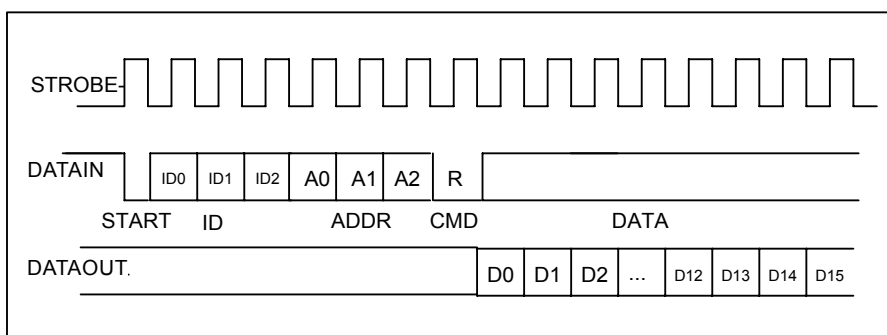 STROBE-
DATAIN ID0 ID1 ID2 A0 A1 A2 R
START ID ADDR CMD DATA
DATAOUT. D0 D1 D2 ... D12 D13 D14 D15